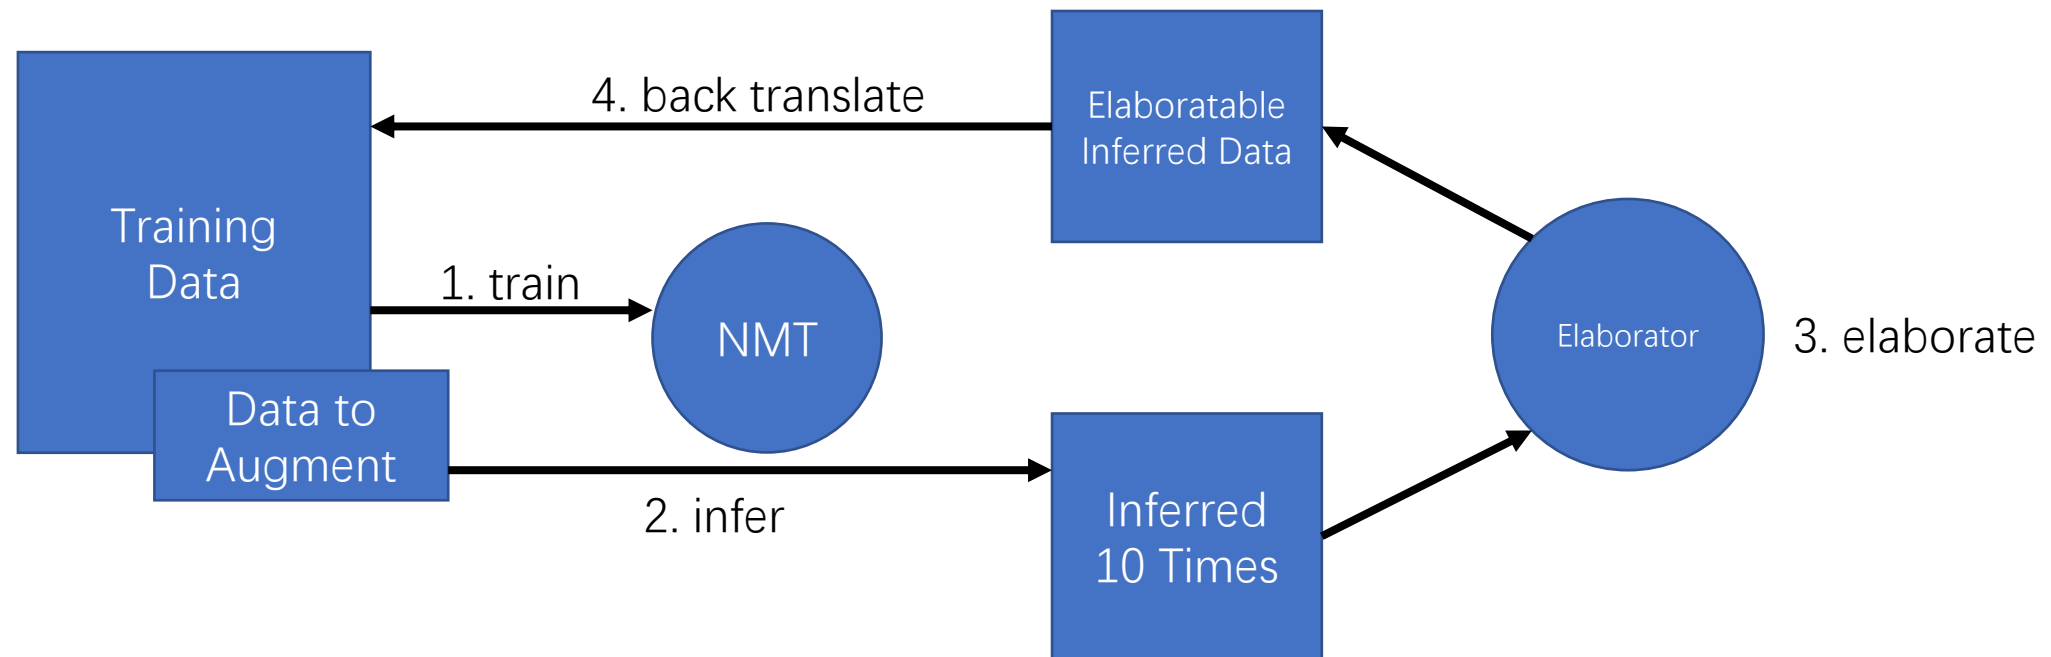 4. back translate
Elaboratable
Inferred Data
Training
Data
1. train
NMT
Elaborator
3. elaborate
Data to
Augment
2. infer
Inferred
10 Times